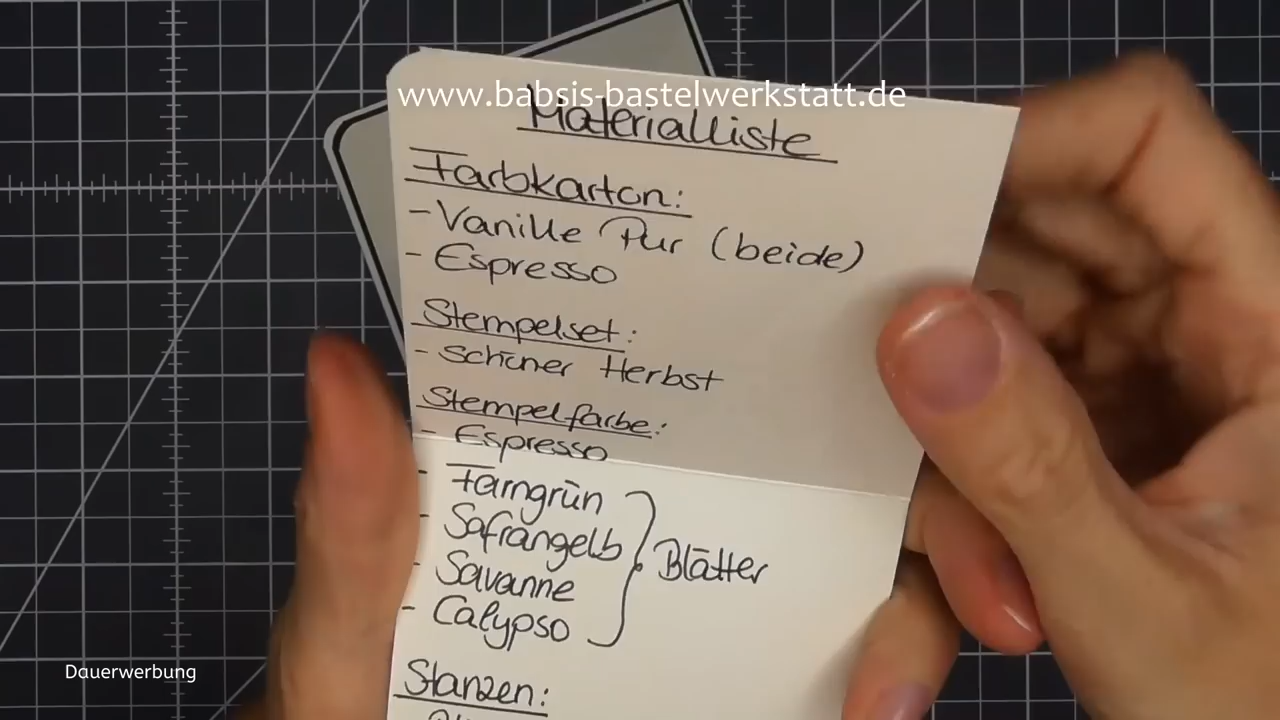 www.babsis-bastelwerkstatt.de
Materialliste
Farbkarton:
- Vanille Pur (beide)
- Espresso
Stempelset:
- Schöner Herbst
Stempelfarbe:
- Espresso
- Farngrün
- Safrangelb
- Savanne
- Calypso
Blätter
Stanzen:
Dauerwerbung